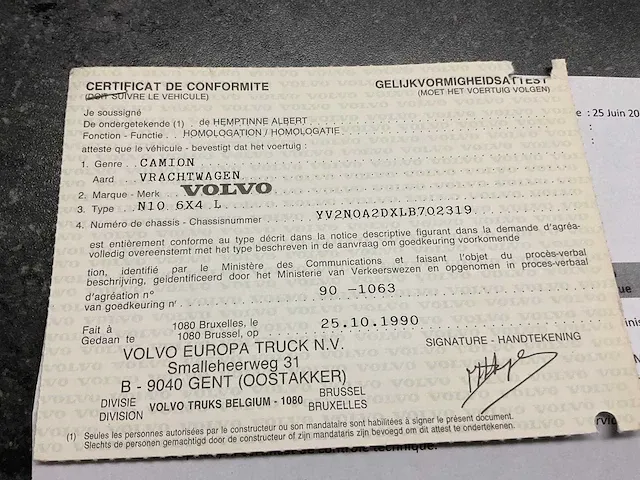 CERTIFICAT DE CONFORMITE
(DOIT SUIVRE LE VEHICULE)
GELIJKVORMIGHEIDSATTEST
(MOET HET VOERTUIG VOLGEN)
Je soussigné
De ondergetekende (1) . . de HEMPTINNE ALBERT
Fonction - Functie . . HOMOLOGATION / HOMOLOGATIE
atteste que le véhicule - bevestigt dat het voertuig :
1. Genre . . CAMION
Aard . . . VRACHTWAGEN
2. Marque - Merk . VOLVO
3. Type . . N10 6X4 L
4. Numéro de chassis - Chassisnummer YV2N0A2DXLB702319
est entièrement conforme au type décrit dans la notice descriptive figurant dans la demande d'agréa-
volledig overeenstemt met het type beschreven in de aanvraag om goedkeuring voorkomende
tion, identifié par le Ministère des Communications et faisant l'objet du procès-verbal
beschrijving, geïdentificeerd door het Ministerie van Verkeerswezen en opgenomen in proces-verbaal
d'agréation n°
van goedkeuring nr. 90 -1063
Fait à 1080 Bruxelles, le
Gedaan te 1080 Brussel, op 25.10.1990
VOLVO EUROPA TRUCK N.V.
Smalleheerweg 31
B - 9040 GENT (OOSTAKKER)
SIGNATURE - HANDTEKENING
DIVISIE
DIVISION VOLVO TRUKS BELGIUM - 1080 BRUSSEL
BRUXELLES
(1) Seules les personnes autorisées par le constructeur ou son mandataire sont habilitées à signer le présent document.
Slechts de personen gemachtigd door de constructeur of zijn mandataris zijn bevoegd om dit attest te ondertekenen.
e : 25 Juin 20
technique.